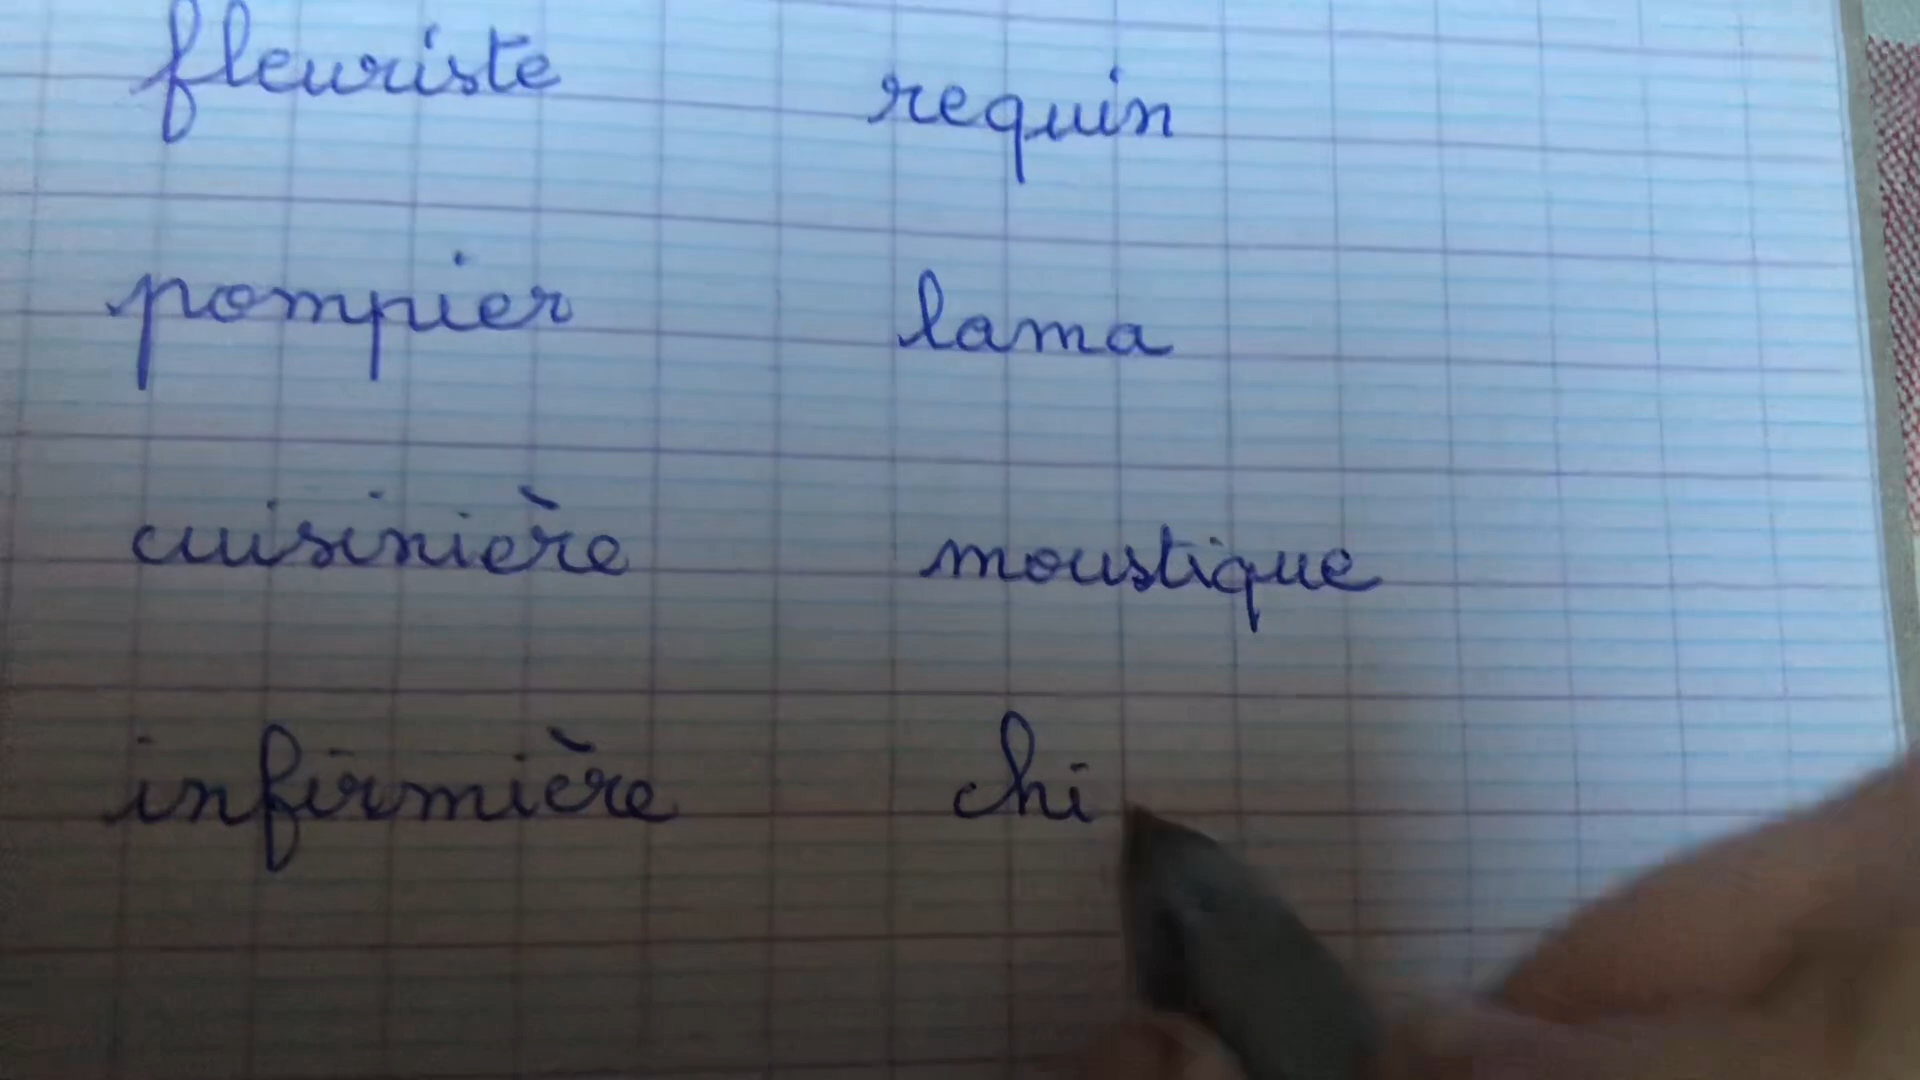 fleuriste requin
pompier lama
cuisinière moustique
infirmière chi